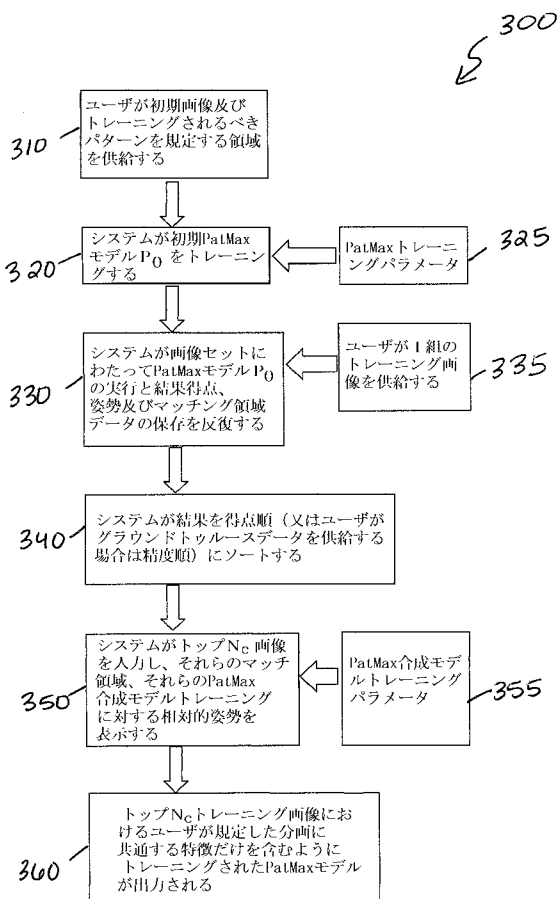 300
ユーザが初期画像及び
トレーニングされるべき
パターンを規定する領域
を供給する
310
システムが初期PatMax
モデルP0 をトレーニン
グする
320
PatMaxトレーニ
ングパラメータ
325
システムが画像セットに
わたってPatMaxモデルP0
の実行と結果得点、
姿勢及びマッチング領域
データの保存を反復する
330
ユーザが1組の
トレーニング画
像を供給する
335
システムが結果を得点順（又はユーザが
グラウンドトゥルースデータを供給する
場合は精度順）にソートする
340
システムがトップNc 画像
を入力し、それらのマッチ
領域、それらのPatMax
合成モデルトレーニング
に対する相対的姿勢を
表示する
350
PatMax合成モデ
ルトレーニング
パラメータ
355
トップNcトレーニング画像にお
けるユーザが規定した分画に
共通する特徴だけを含むように
トレーニングされたPatMaxモデル
が出力される
360